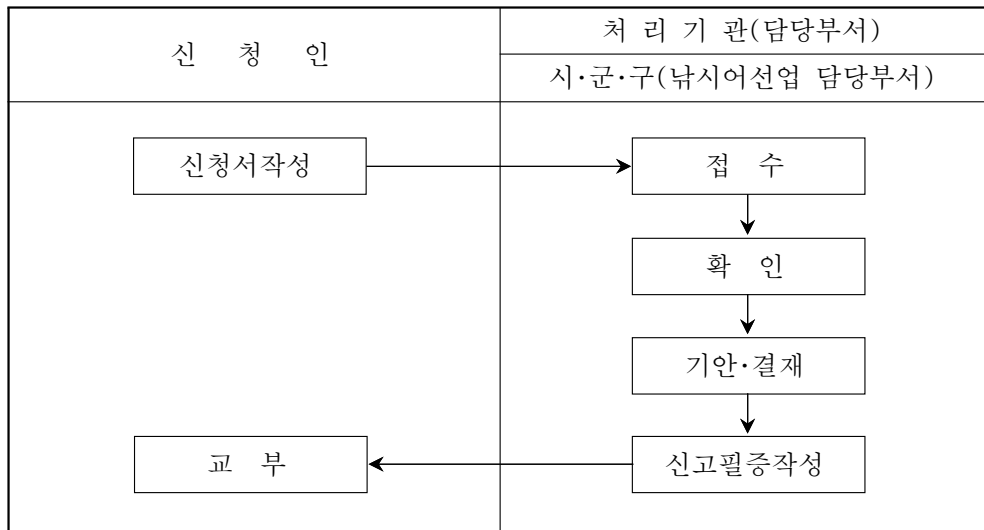 신 청 인
처 리 기 관(담당부서)
시·군·구(낚시어선업 담당부서)
신청서작성
접 수
확 인
기안·결재
교 부
신고필증작성